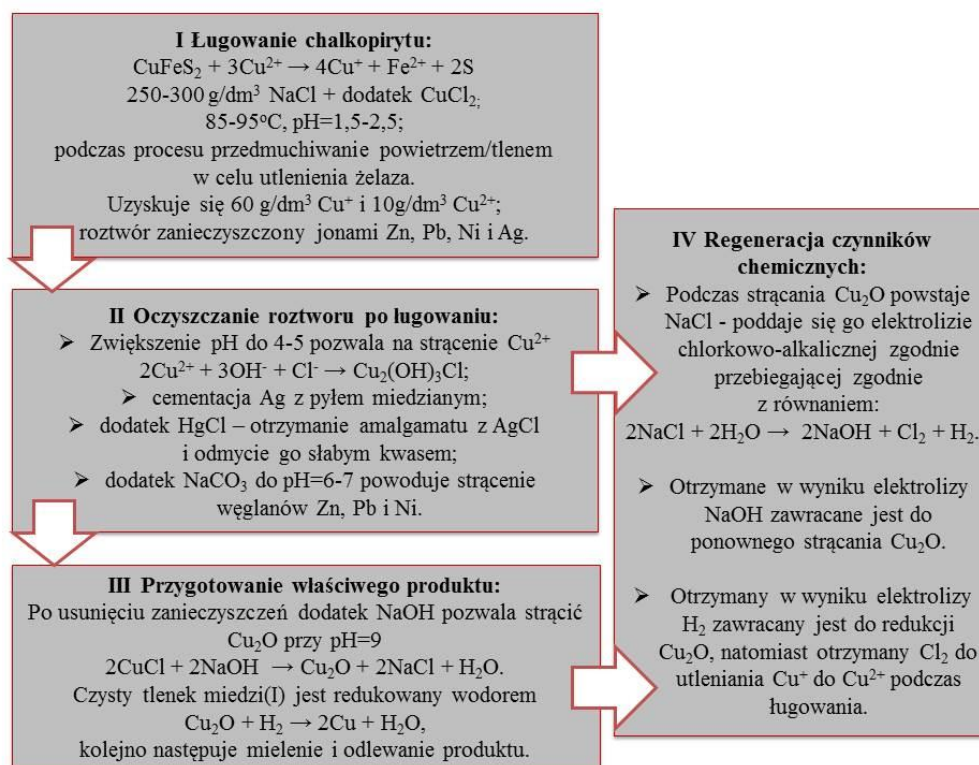 I Ługowanie chalkopirytu:
CuFeS₂ + 3Cu²⁺ → 4Cu⁺ + Fe²⁺ + 2S
250-300 g/dm³ NaCl + dodatek CuCl₂;
85-95ºC, pH=1,5-2,5;
podczas procesu przedmuchiwanie powietrzem/tlenem
w celu utlenienia żelaza.
Uzyskuje się 60 g/dm³ Cu⁺ i 10g/dm³ Cu²⁺;
roztwór zanieczyszczony jonami Zn, Pb, Ni i Ag.
II Oczyszczanie roztworu po ługowaniu:
➢ Zwiększenie pH do 4-5 pozwala na strącenie Cu²⁺
2Cu²⁺ + 3OH⁻ + Cl⁻ → Cu₂(OH)₃Cl;
➢ cementacja Ag z pyłem miedzianym;
➢ dodatek HgCl – otrzymanie amalgamatu z AgCl
i odmycie go słabym kwasem;
➢ dodatek NaCO₃ do pH=6-7 powoduje strącenie
węglanów Zn, Pb i Ni.
III Przygotowanie właściwego produktu:
Po usunięciu zanieczyszczeń dodatek NaOH pozwala strącić
Cu₂O przy pH=9
2CuCl + 2NaOH → Cu₂O + 2NaCl + H₂O.
Czysty tlenek miedzi(I) jest redukowany wodorem
Cu₂O + H₂ → 2Cu + H₂O,
kolejno następuje mielenie i odlewanie produktu.
IV Regeneracja czynników
chemicznych:
➢ Podczas strącania Cu₂O powstaje
NaCl - poddaje się go elektrolizie
chlorkowo-alkalicznej zgodnie
przebiegającej zgodnie
z równaniem:
2NaCl + 2H₂O → 2NaOH + Cl₂ + H₂.
➢ Otrzymane w wyniku elektrolizy
NaOH zawracane jest do
ponownego strącania Cu₂O.
➢ Otrzymany w wyniku elektrolizy
H₂ zawracany jest do redukcji
Cu₂O, natomiast otrzymany Cl₂ do
utleniania Cu⁺ do Cu²⁺ podczas
ługowania.